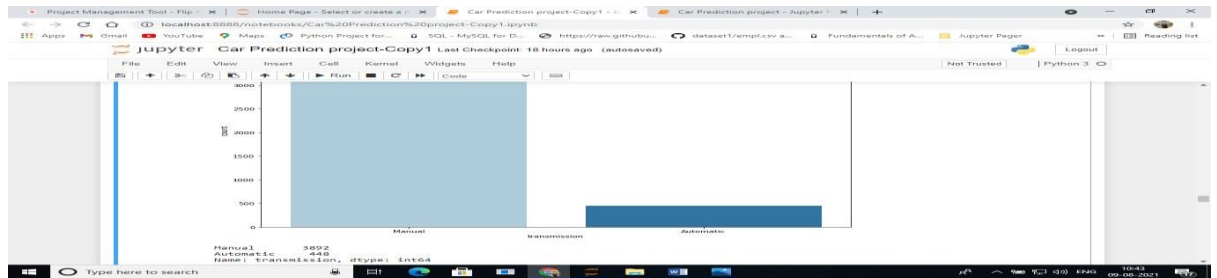 Project Management Tool - Flip
Home Page - Select or create a
Car Prediction project-Copy1 - J
Car Prediction project - Jupyter
localhost:8888/notebooks/Car%20Prediction%20project-Copy1.ipynb
Apps Gmail YouTube Maps Python Project for... SQL - MySQL for D... https://raw.githubu... dataset1/empl.csv a... Fundamentals of A... Jupyter Pager Reading list
jupyter Car Prediction project-Copy1 Last Checkpoint: 18 hours ago (autosaved) Logout
File Edit View Insert Cell Kernel Widgets Help Not Trusted Python 3
Run Code
3000
2500
count
2000
1500
1000
500
0
Manual Automatic
transmission
Manual 3892
Automatic 448
Name: transmission, dtype: int64
Type here to search ENG 10:43
09-08-2021